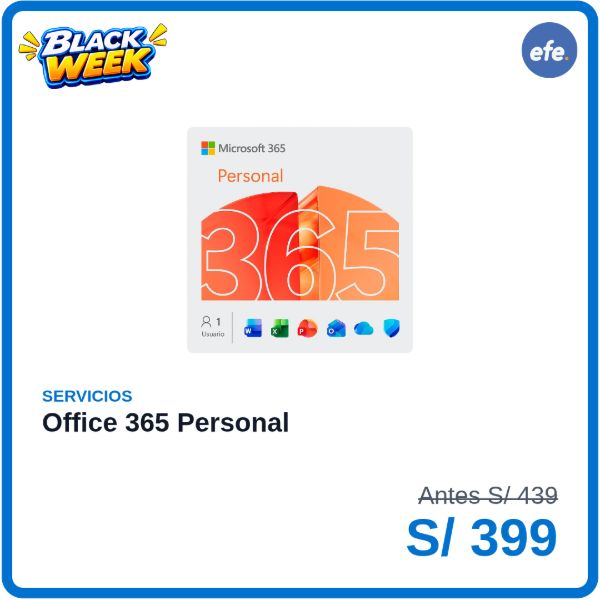 BLACK
WEEK
efe.
Microsoft 365
Personal
365
1
Usuario
W
X
P
O
SERVICIOS
Office 365 Personal
Antes S/ 439
S/ 399